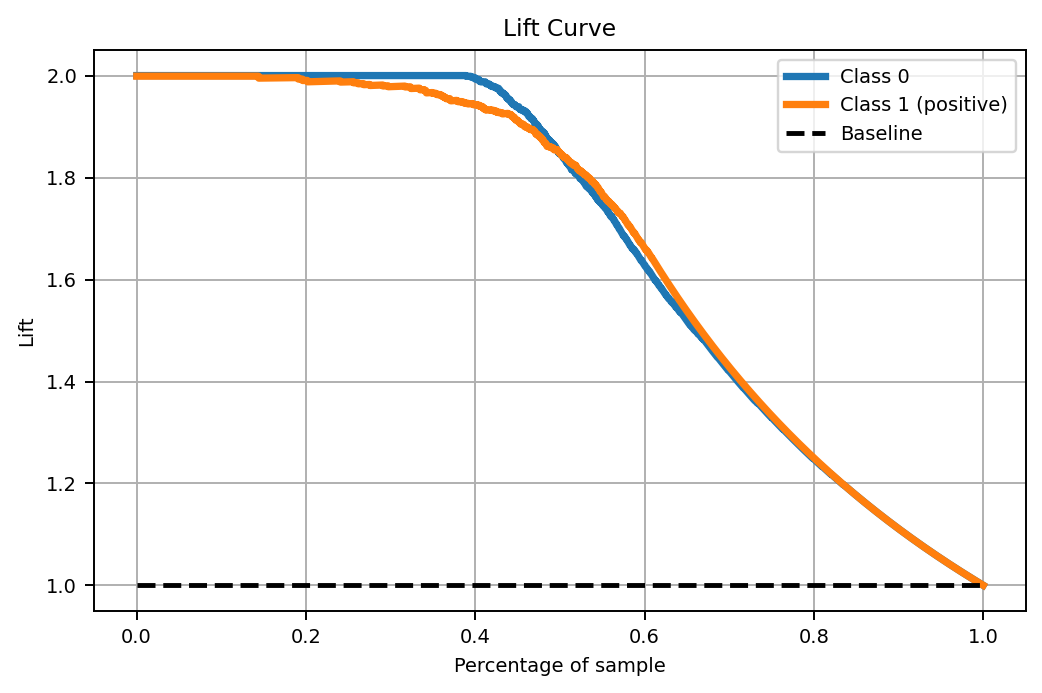 Lift Curve
2.0
1.8
1.6
1.4
1.2
1.0
Lift
Class 0
Class 1 (positive)
Baseline
0.0 0.2 0.4 0.6 0.8 1.0
Percentage of sample